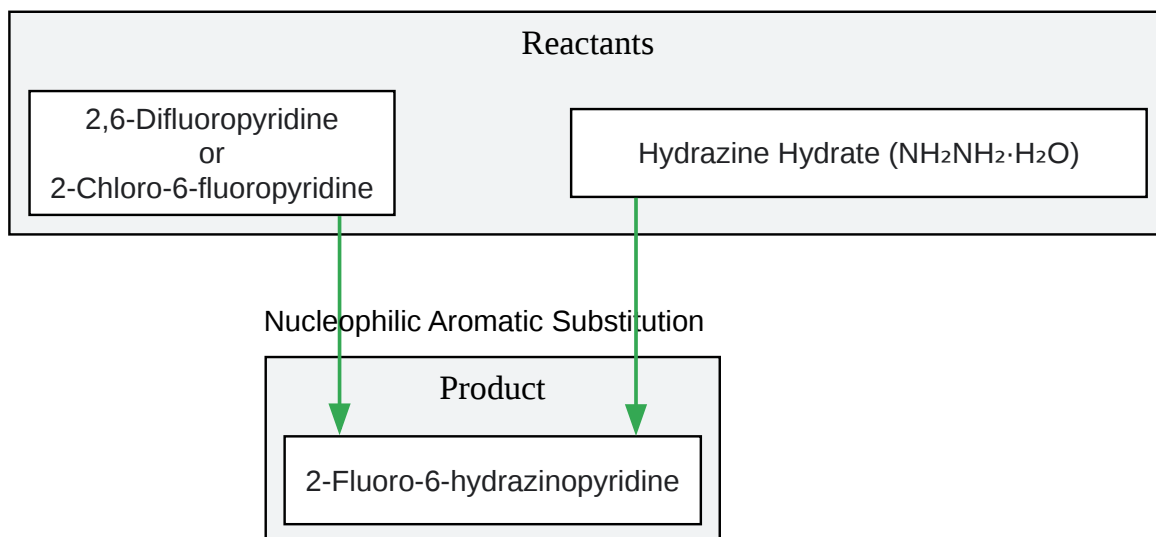 Reactants
2,6-Difluoropyridine
or
2-Chloro-6-fluoropyridine
Hydrazine Hydrate (NH₂NH₂·H₂O)
Nucleophilic Aromatic Substitution
Product
2-Fluoro-6-hydrazinopyridine